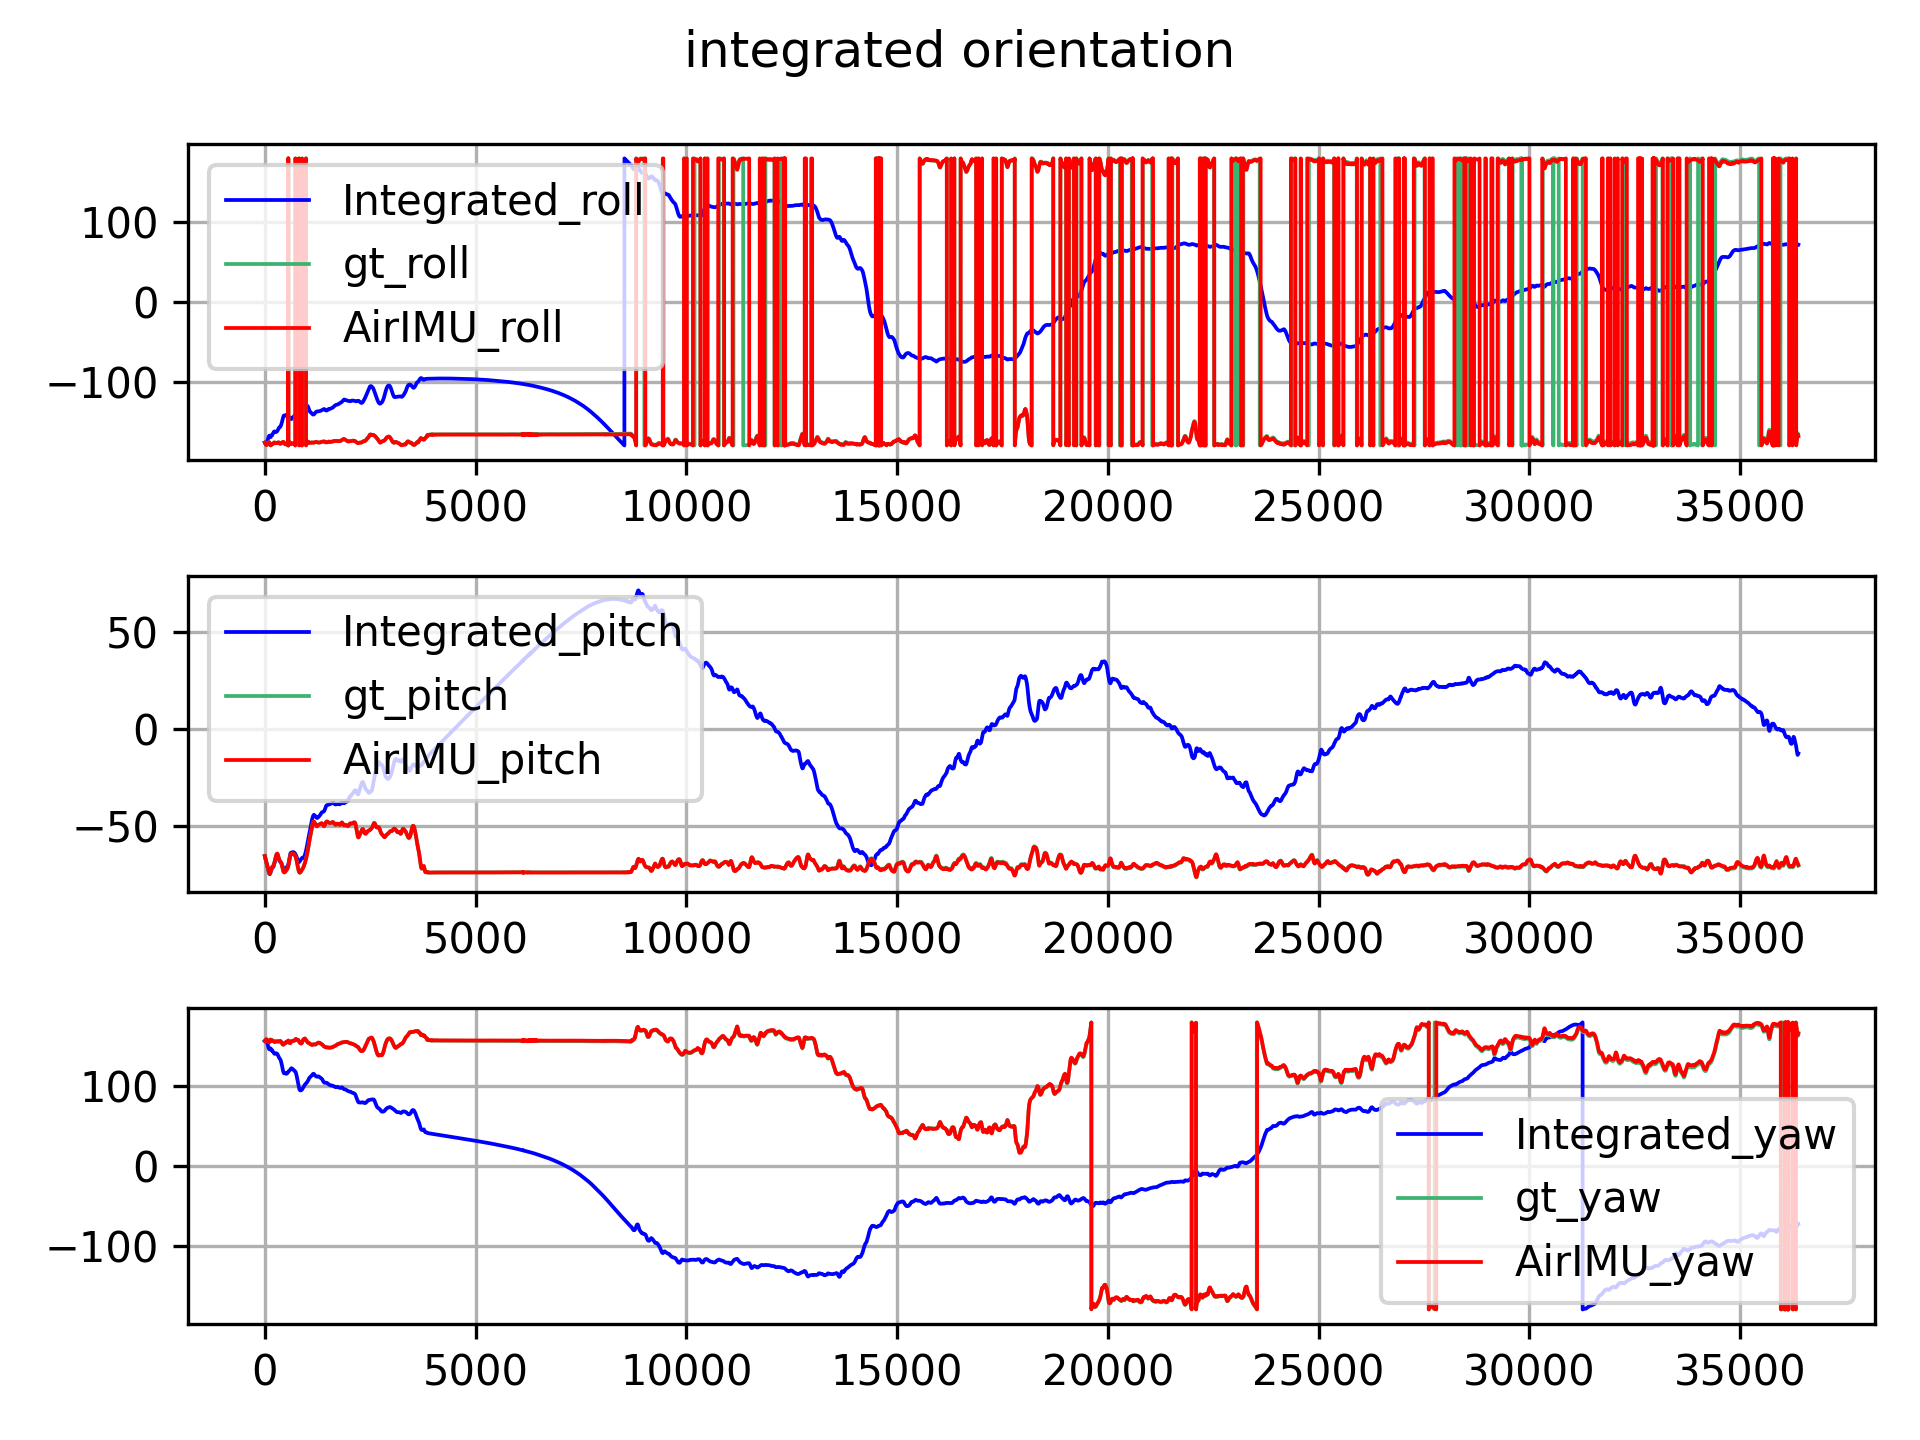 integrated orientation
100
0
−100
Integrated_roll
gt_roll
AirIMU_roll
0 5000 10000 15000 20000 25000 30000 35000
50
0
−50
Integrated_pitch
gt_pitch
AirIMU_pitch
0 5000 10000 15000 20000 25000 30000 35000
100
0
−100
Integrated_yaw
gt_yaw
AirIMU_yaw
0 5000 10000 15000 20000 25000 30000 35000